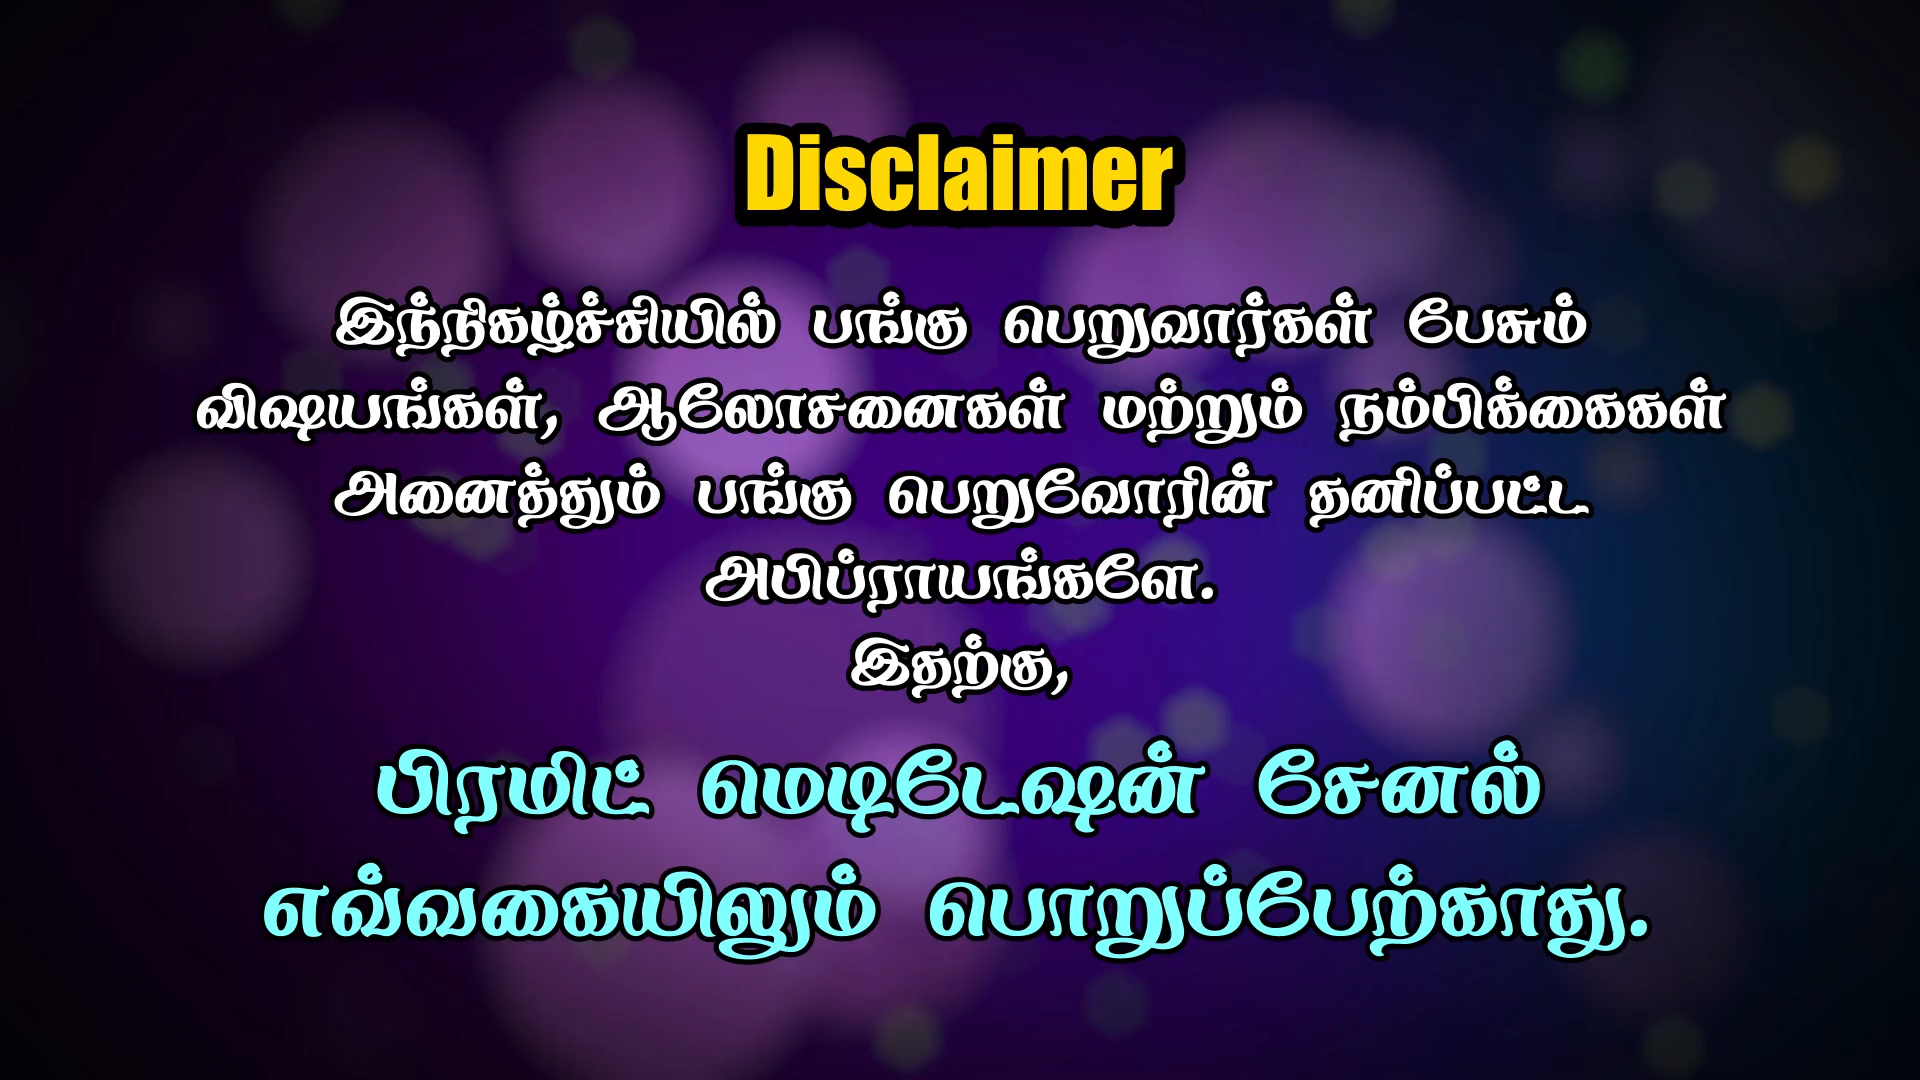 Disclaimer
இந்நிகழ்ச்சியில் பங்கு பெறுவார்கள் பேசும்
விஷயங்கள், ஆலோசனைகள் மற்றும் நம்பிக்கைகள்
அனைத்தும் பங்கு பெறுவோரின் தனிப்பட்ட
அபிப்ராயங்களே.
இதற்கு,
பிரமிட் மெடிடேஷன் சேனல்
எவ்வகையிலும் பொறுப்பேற்காது.